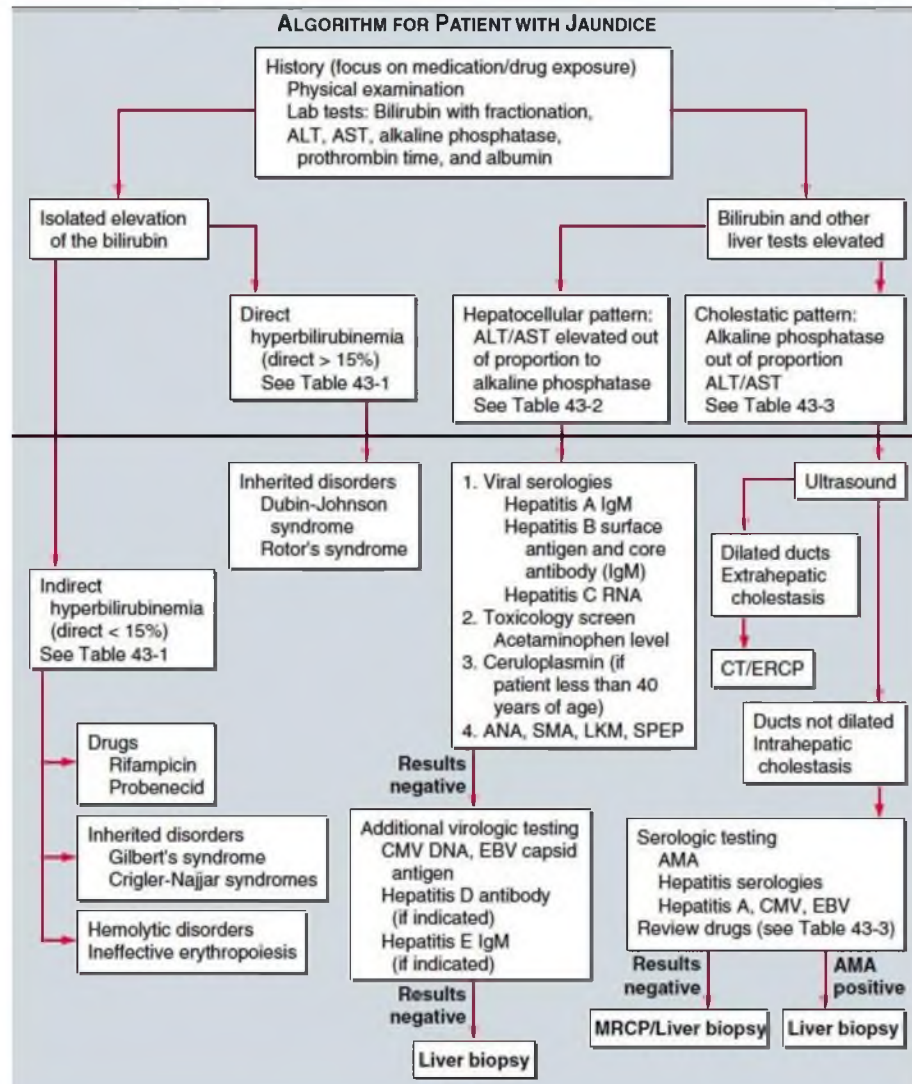 ALGORITHM FOR PATIENT WITH JAUNDICE
History (focus on medication/drug exposure)
Physical examination
Lab tests: Bilirubin with fractionation,
ALT, AST, alkaline phosphatase,
prothrombin time, and albumin
Isolated elevation
of the bilirubin
Bilirubin and other
liver tests elevated
Direct
hyperbilirubinemia
(direct > 15%)
See Table 43-1
Hepatocellular pattern:
ALT/AST elevated out
of proportion to
alkaline phosphatase
See Table 43-2
Cholestatic pattern:
Alkaline phosphatase
out of proportion
ALT/AST
See Table 43-3
Inherited disorders
Dubin-Johnson
syndrome
Rotor's syndrome
1. Viral serologies
Hepatitis A IgM
Hepatitis B surface
antigen and core
antibody (IgM)
Hepatitis C RNA
2. Toxicology screen
Acetaminophen level
3. Ceruloplasmin (if
patient less than 40
years of age)
4. ANA, SMA, LKM, SPEP
Ultrasound
Dilated ducts
Extrahepatic
cholestasis
CT/ERCP
Indirect
hyperbilirubinemia
(direct < 15%)
See Table 43-1
Ducts not dilated
Intrahepatic
cholestasis
Drugs
Rifampicin
Probenecid
Inherited disorders
Gilbert's syndrome
Crigler-Najjar syndromes
Hemolytic disorders
Ineffective erythropoiesis
Results
negative
Additional virologic testing
CMV DNA, EBV capsid
antigen
Hepatitis D antibody
(if indicated)
Hepatitis E IgM
(if indicated)
Results
negative
Liver biopsy
Serologic testing
AMA
Hepatitis serologies
Hepatitis A, CMV, EBV
Review drugs (see Table 43-3)
Results
negative
AMA
positive
MRCP/Liver biopsy
Liver biopsy